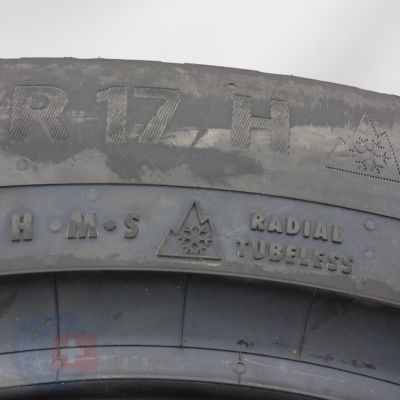 R 17 H
H·M+S
RADIAL
TUBELESS